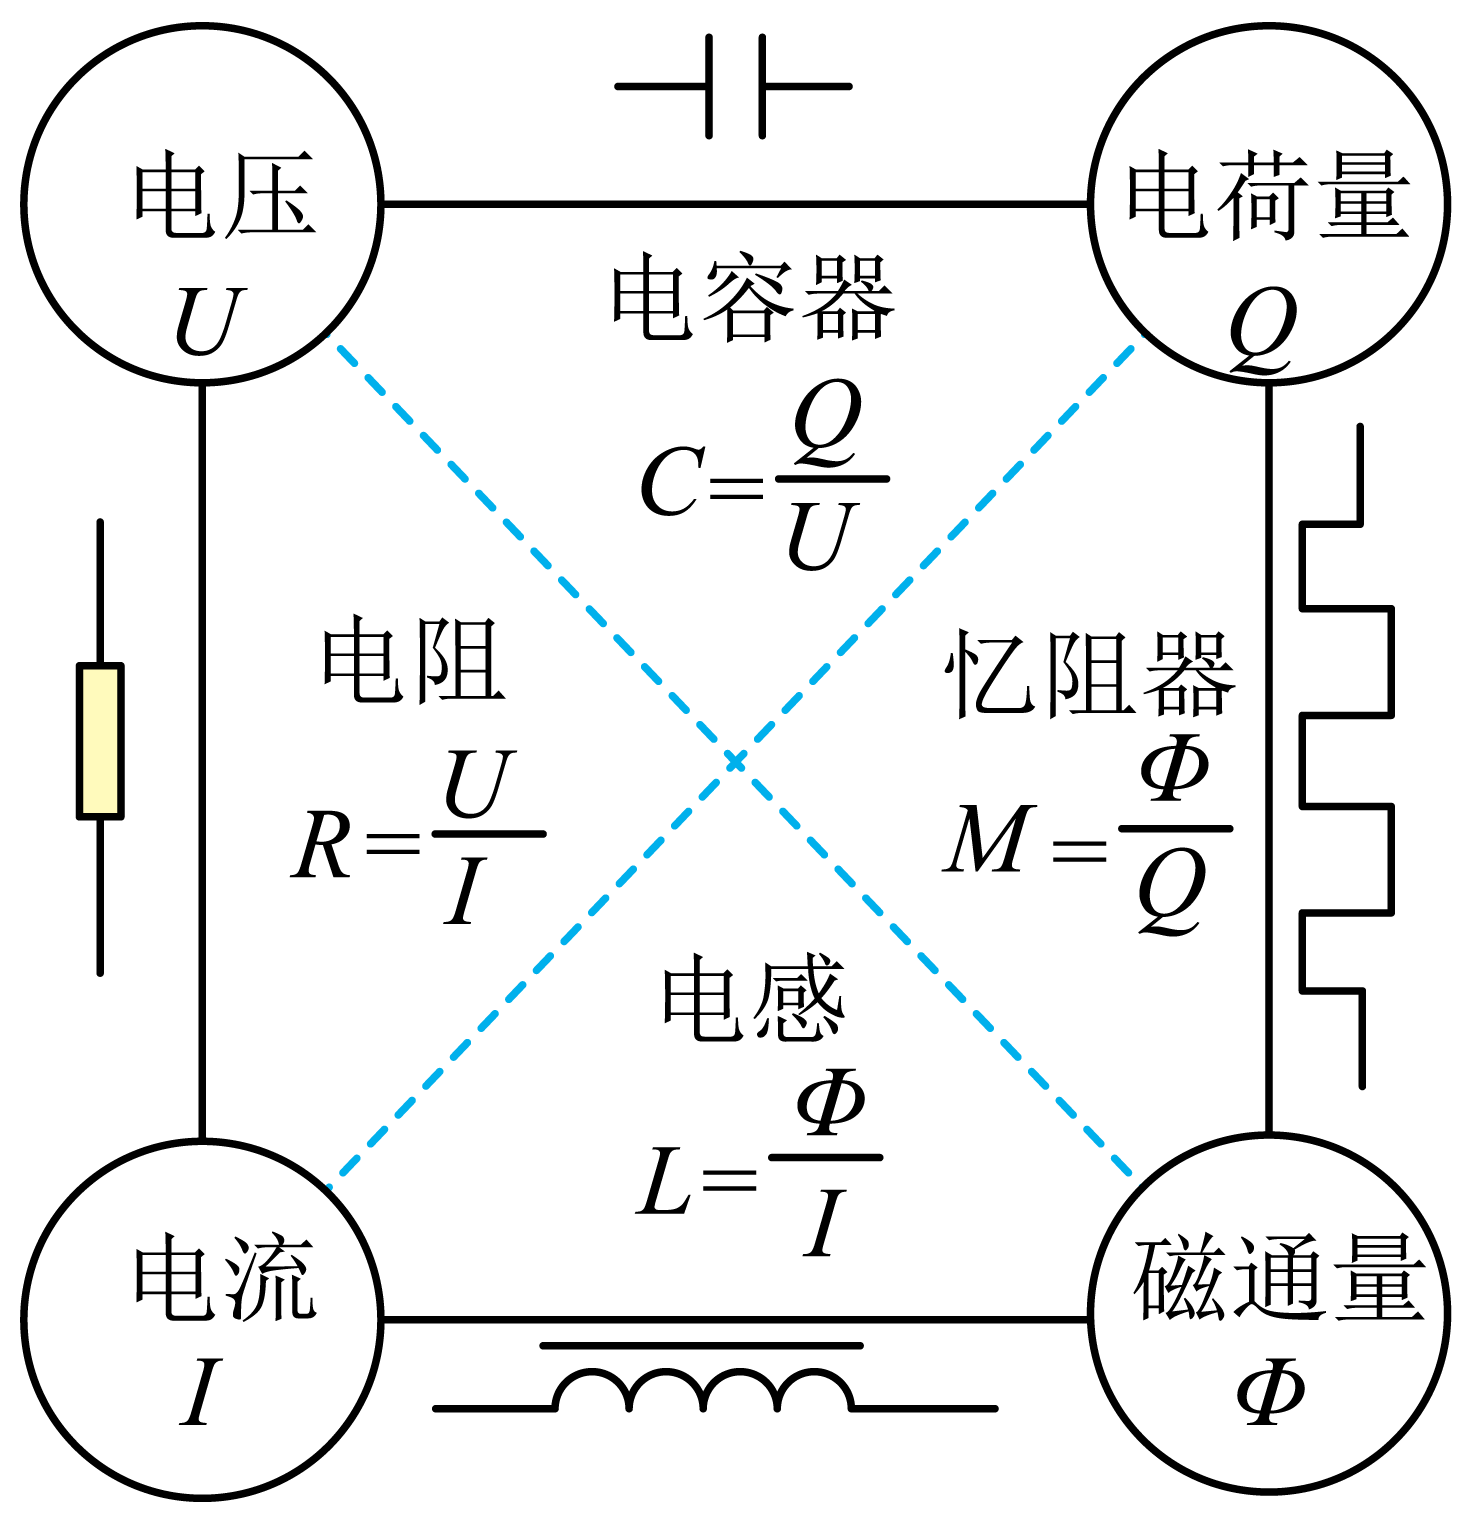 电压
U
电荷量
Q
电容器
C=Q/U
电阻
R=U/I
忆阻器
M=Φ/Q
电感
L=Φ/I
电流
I
磁通量
Φ